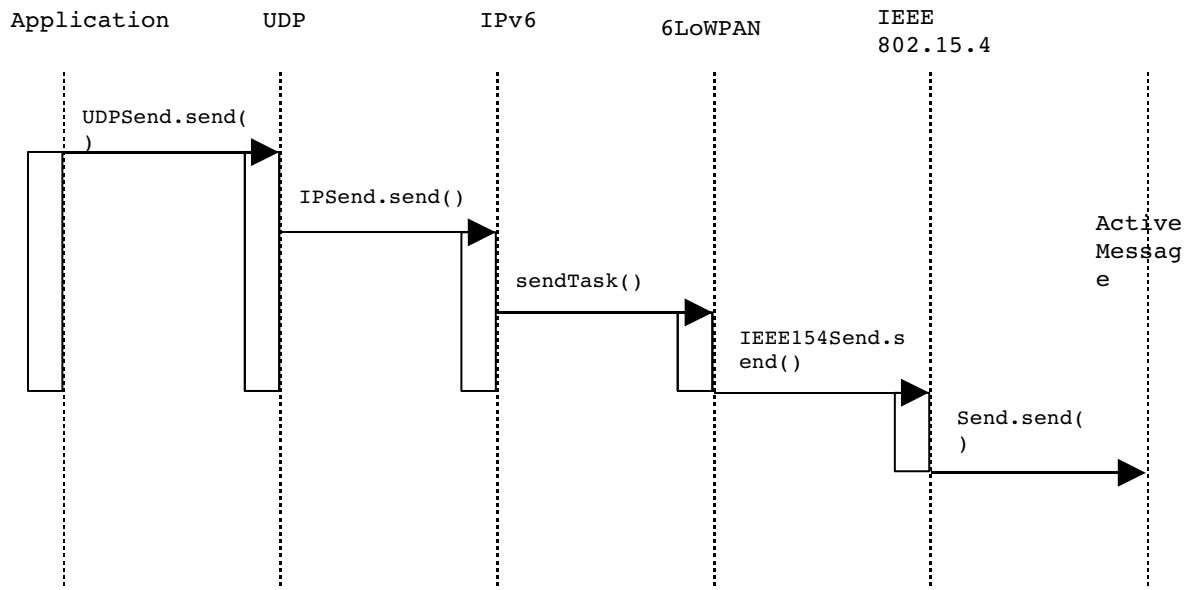 Application
UDP
IPv6
6LoWPAN
IEEE
802.15.4
UDPSend.send(
)
IPSend.send()
Active
Messag
e
sendTask()
IEEE154Send.s
end()
Send.send(
)